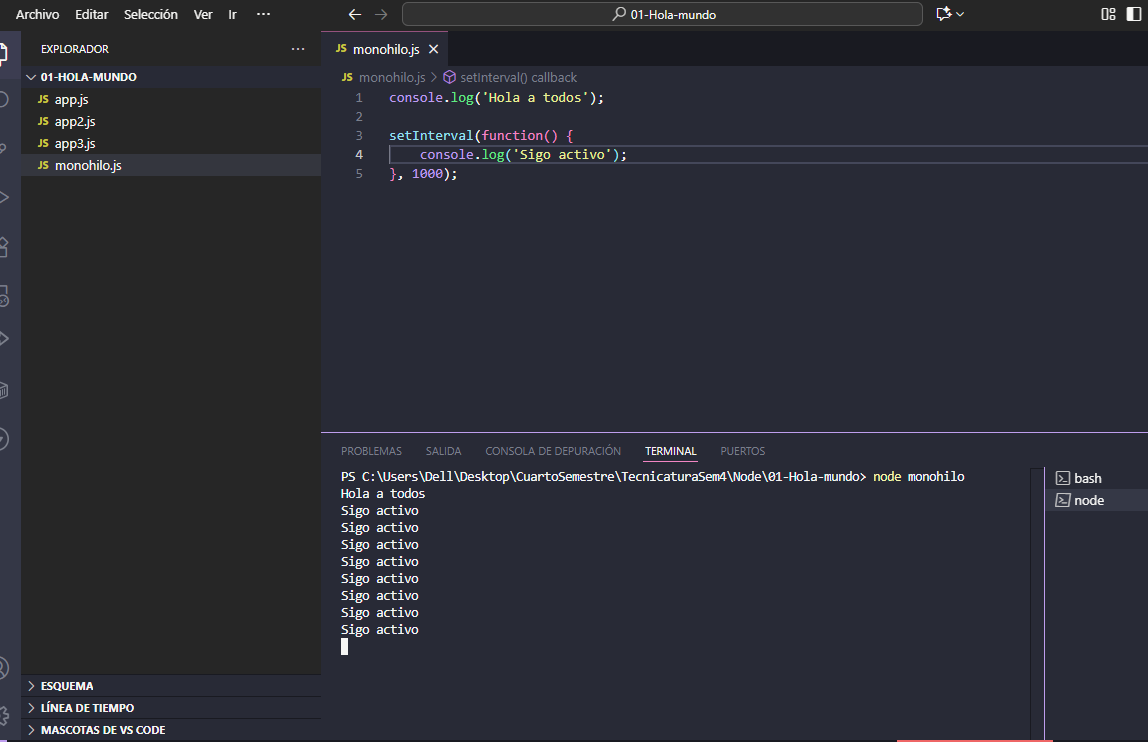 Archivo Editar Selección Ver Ir ··· 01-Hola-mundo
EXPLORADOR ···
01-HOLA-MUNDO
JS app.js
JS app2.js
JS app3.js
JS monohilo.js
ESQUEMA
LÍNEA DE TIEMPO
MASCOTAS DE VS CODE
JS monohilo.js
JS monohilo.js > setInterval() callback
1 console.log('Hola a todos');
2
3 setInterval(function() {
4 console.log('Sigo activo');
5 }, 1000);
PROBLEMAS SALIDA CONSOLA DE DEPURACIÓN TERMINAL PUERTOS
PS C:\Users\Dell\Desktop\CuartoSemestre\TecnicaturaSem4\Node\01-Hola-mundo> node monohilo
Hola a todos
Sigo activo
Sigo activo
Sigo activo
Sigo activo
Sigo activo
Sigo activo
Sigo activo
Sigo activo
bash
node